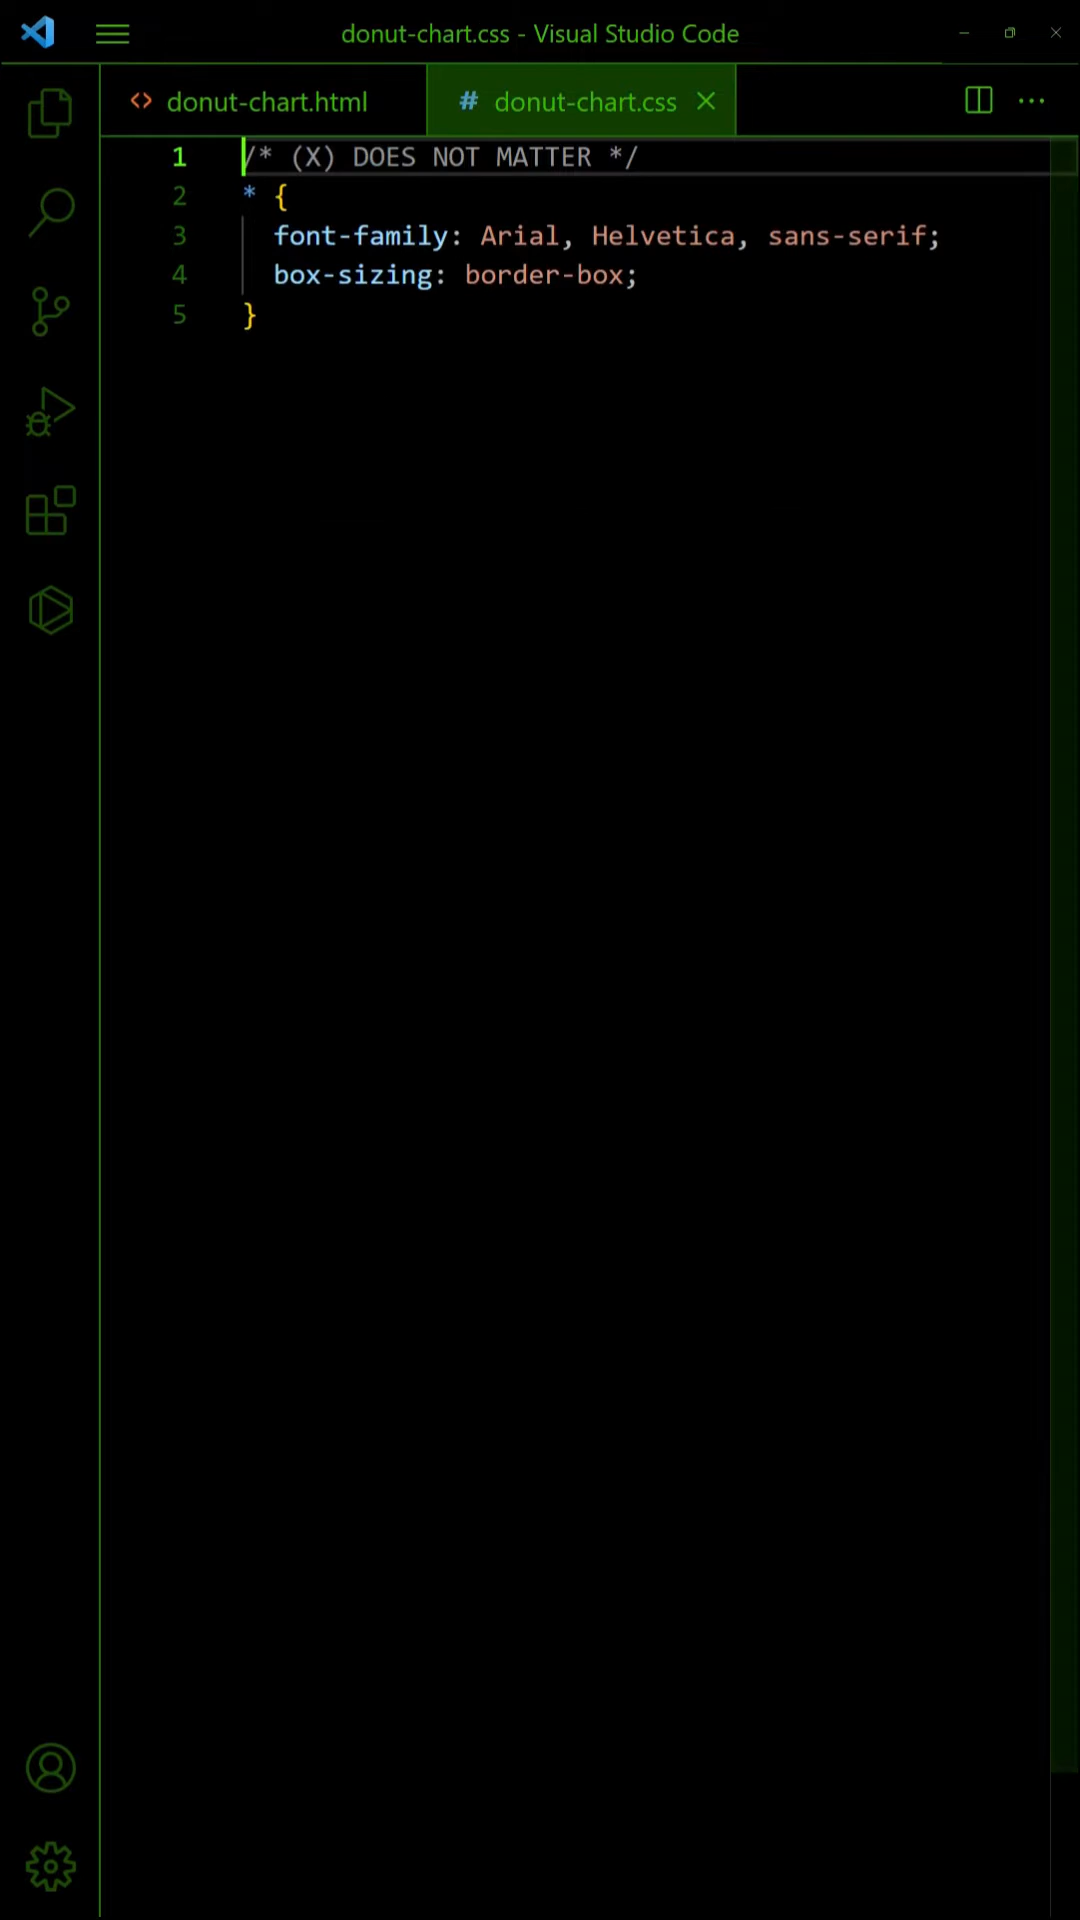 donut-chart.css - Visual Studio Code
<> donut-chart.html
# donut-chart.css
1 /* (X) DOES NOT MATTER */
2 * {
3   font-family: Arial, Helvetica, sans-serif;
4   box-sizing: border-box;
5 }